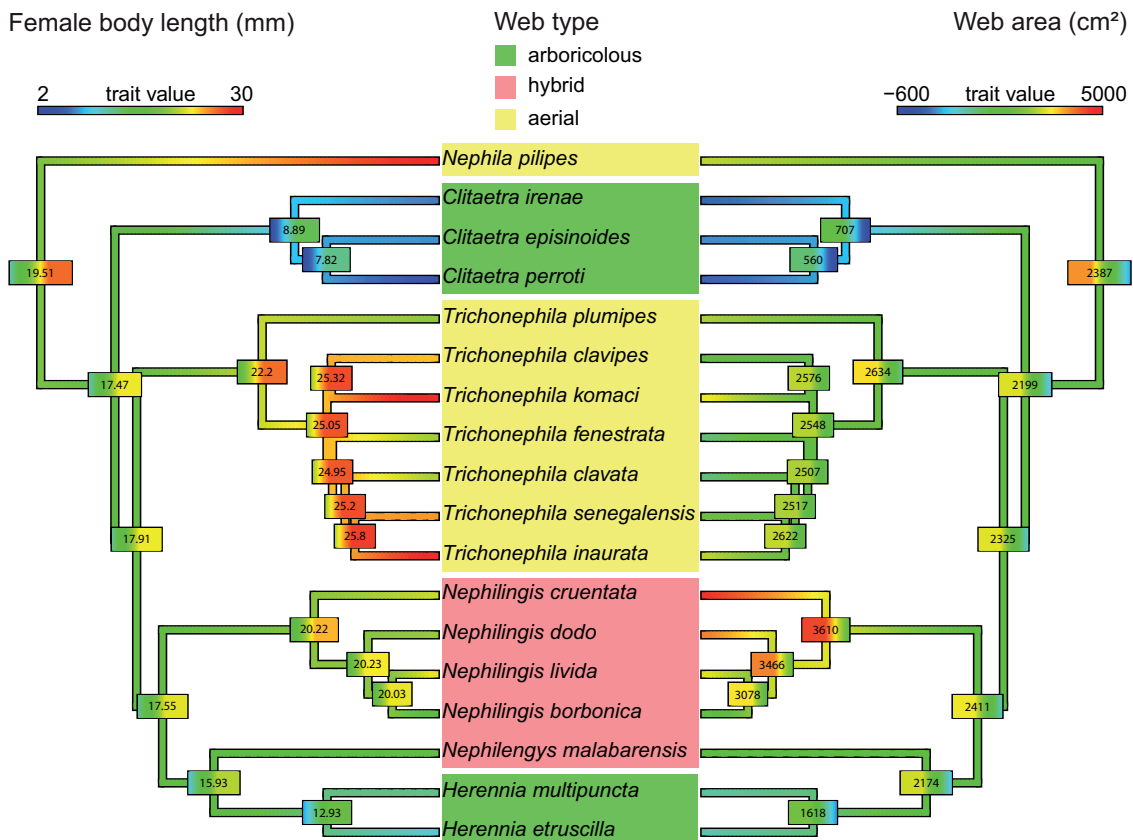 Female body length (mm)
Web type
Web area (cm²)
arboricolous
hybrid
aerial
2 trait value 30
−600 trait value 5000
Nephila pilipes
Clitaetra irenae
8.89
707
Clitaetra episinoides
7.82
560
19.51
2387
Clitaetra perroti
Trichonephila plumipes
Trichonephila clavipes
22.2
2634
25.32
2576
17.47
2199
Trichonephila komaci
25.05
2548
Trichonephila fenestrata
24.95
2507
Trichonephila clavata
25.2
2517
Trichonephila senegalensis
17.91
25.8
2622
2325
Trichonephila inaurata
Nephilingis cruentata
20.22
3610
Nephilingis dodo
20.23
3466
Nephilingis livida
20.03
3078
17.55
2411
Nephilingis borbonica
Nephilengys malabarensis
15.93
2174
Herennia multipuncta
12.93
1618
Herennia etruscilla